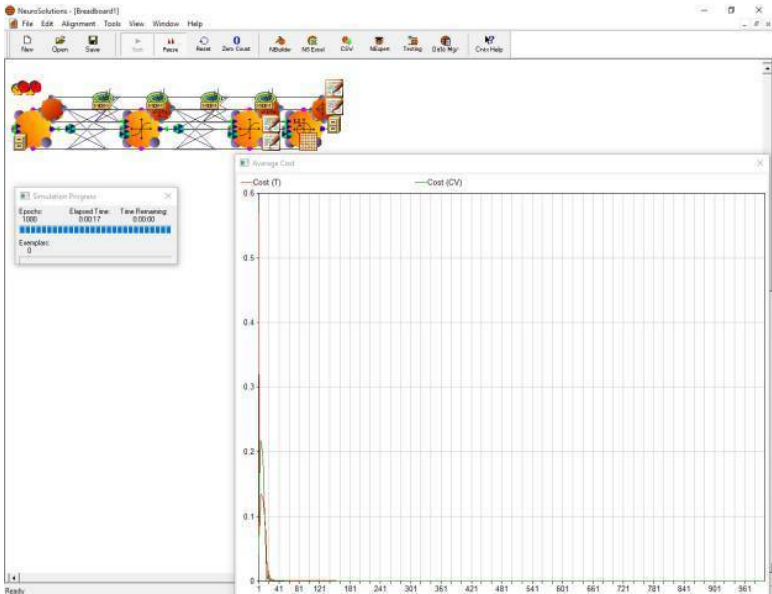 NeuroSolutions - [Breadboard1]
File Edit Alignment Tools View Window Help
New Open Save Pause Reset Zero Count NBuilder NS Excel CSV NExpert Testing Data Mgr Cntx Help
Average Cost
Cost (T) Cost (CV)
Simulation Progress
Epochs: Elapsed Time: Time Remaining:
1000 0:00:17 0:00:00
Exemplars:
0
0.6
0.5
0.4
0.3
0.2
0.1
0
1 41 81 121 181 241 301 361 421 481 541 601 661 721 781 841 901 961
Ready